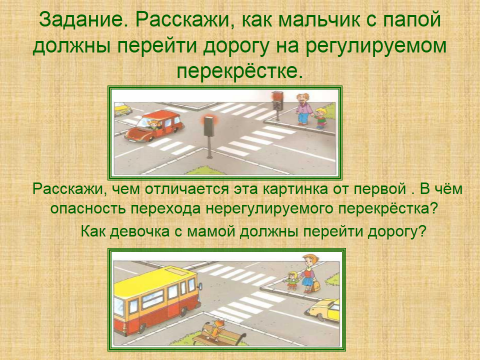 Задание. Расскажи, как мальчик с папой
должны перейти дорогу на регулируемом
перекрёстке.
Расскажи, чем отличается эта картинка от первой . В чём
опасность перехода нерегулируемого перекрёстка?
Как девочка с мамой должны перейти дорогу?